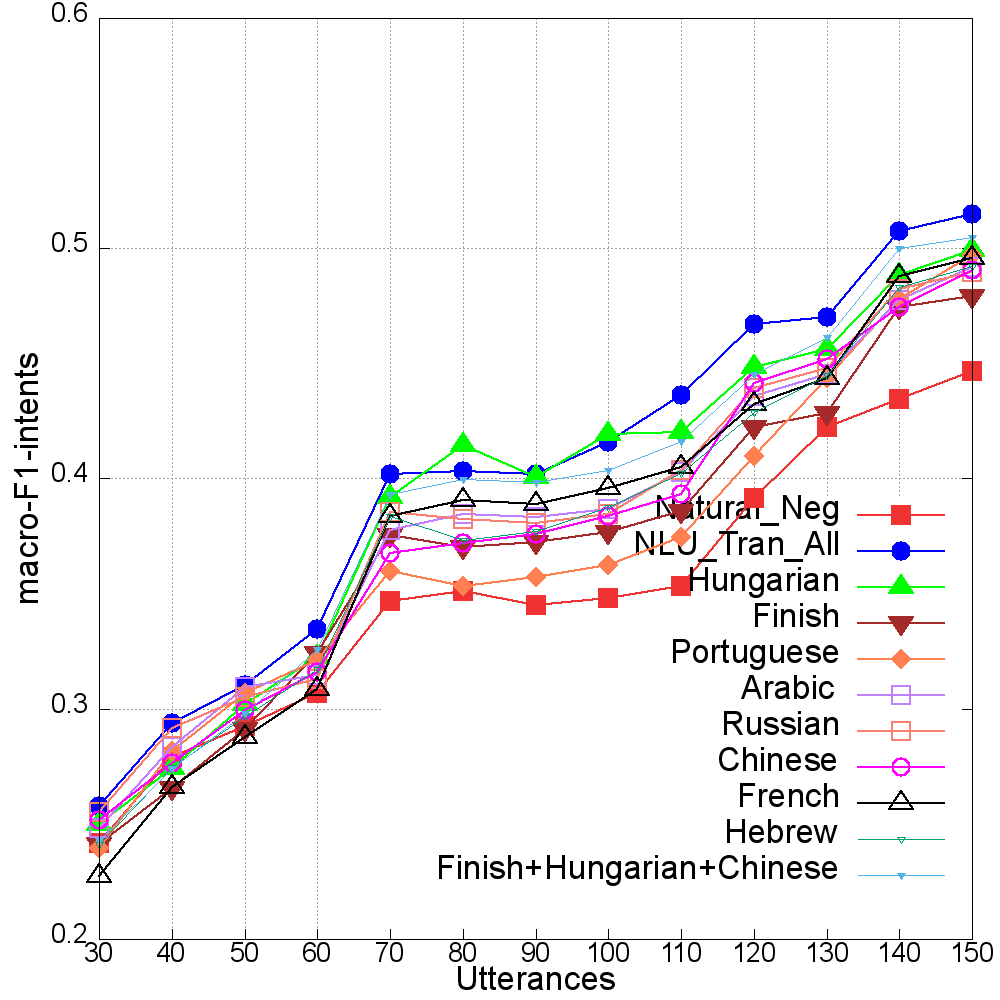 0.6
0.5
0.4
0.3
0.2
macro-F1-intents
Natural_Neg
NLU_Tran_All
Hungarian
Finish
Portuguese
Arabic
Russian
Chinese
French
Hebrew
Finish+Hungarian+Chinese
30 40 50 60 70 80 90 100 110 120 130 140 150
Utterances